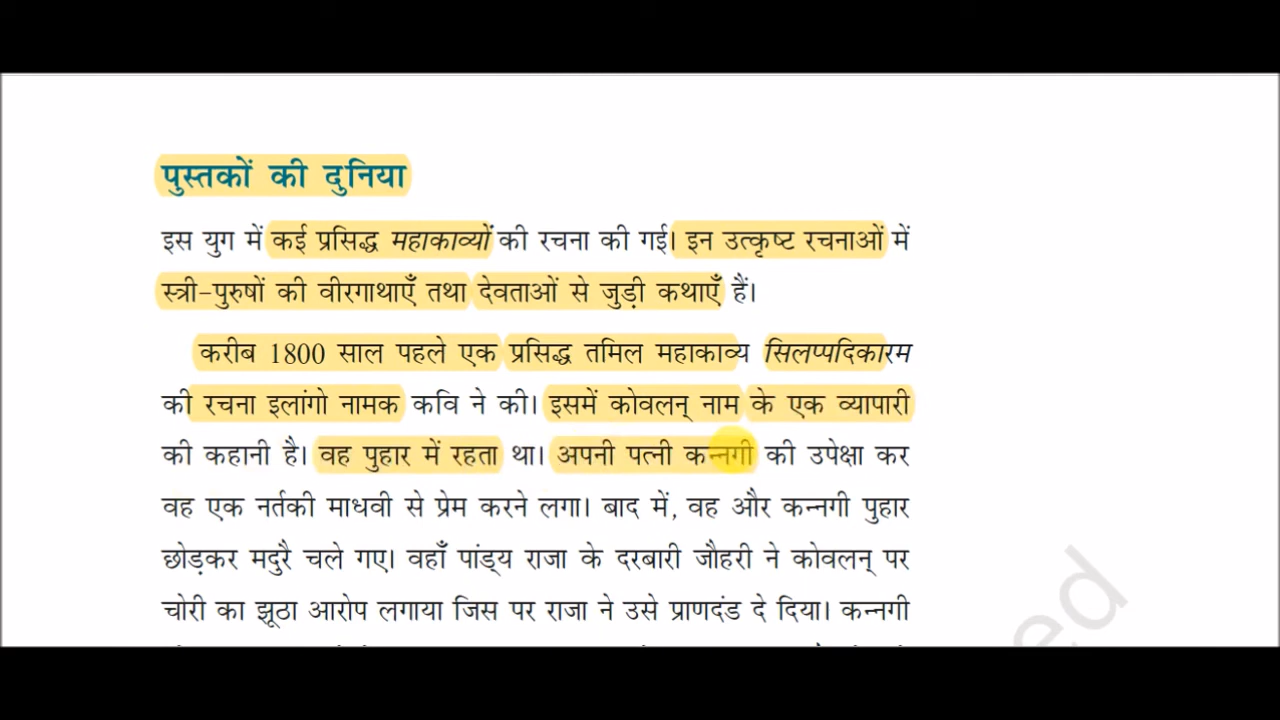 पुस्तकों की दुनिया
इस युग में कई प्रसिद्ध महाकाव्यों की रचना की गई। इन उत्कृष्ट रचनाओं में
स्त्री-पुरुषों की वीरगाथाएँ तथा देवताओं से जुड़ी कथाएँ हैं।
करीब 1800 साल पहले एक प्रसिद्ध तमिल महाकाव्य सिलप्पदिकारम
की रचना इलांगो नामक कवि ने की। इसमें कोवलन् नाम के एक व्यापारी
की कहानी है। वह पुहार में रहता था। अपनी पत्नी कन्नगी की उपेक्षा कर
वह एक नर्तकी माधवी से प्रेम करने लगा। बाद में, वह और कन्नगी पुहार
छोड़कर मदुरै चले गए। वहाँ पांड्य राजा के दरबारी जौहरी ने कोवलन् पर
चोरी का झूठा आरोप लगाया जिस पर राजा ने उसे प्राणदंड दे दिया। कन्नगी
ed